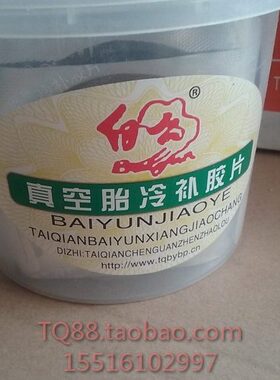 白云
®
Baiyun
真空胎冷补胶片
BAIYUNJIAOYE
TAIQIANBAIYUNXIANGJIAOCHANG
DIZHI:TAIQIANCHENGUANZHENZHAOLOU
http://www.tqbybp.cn
TQ88.taobao.com
15516102997